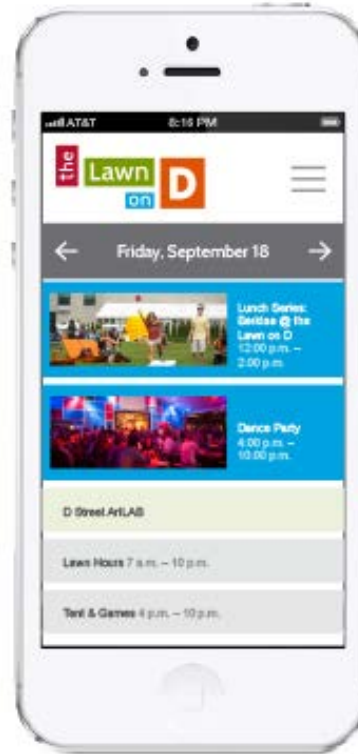 AT&T 8:16 PM
the
Lawn
on
D
Friday, September 18
Lunch Series:
Berklee @ the
Lawn on D
12:00 p.m. –
2:00 p.m.
Dance Party
4:00 p.m. –
10:00 p.m.
D Street ArtLAB
Lawn Hours 7 a.m. – 10 p.m.
Tent & Games 4 p.m. – 10 p.m.